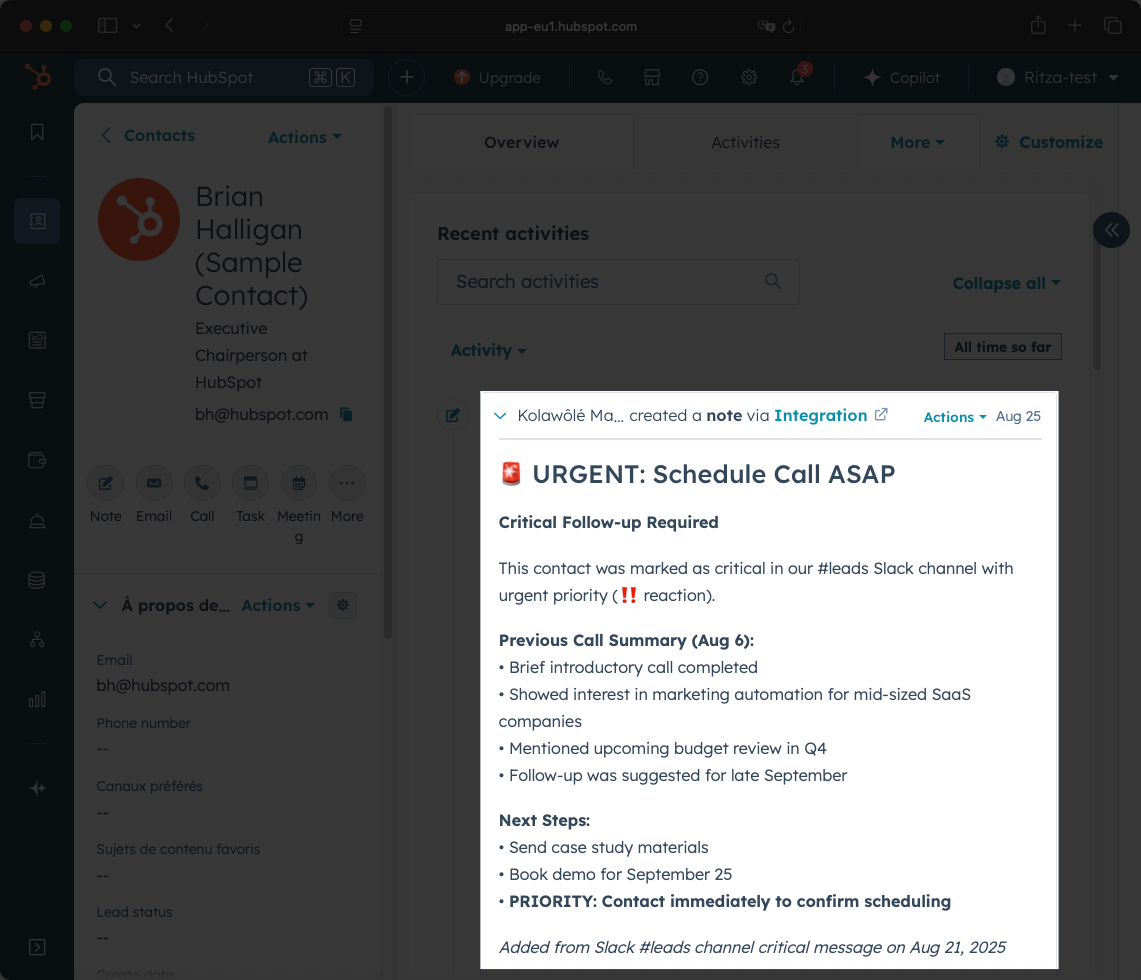 app-eu1.hubspot.com
Search HubSpot ⌘ K
Upgrade
3
Copilot
Ritza-test
Contacts
Actions
Brian
Halligan
(Sample
Contact)
Executive
Chairperson at
HubSpot
bh@hubspot.com
Note Email Call Task Meetin More
g
À propos de... Actions
Email
bh@hubspot.com
Phone number
--
Canaux préférés
--
Sujets de contenu favoris
--
Lead status
--
Create date
Overview
Activities
More
Customize
Recent activities
Search activities
Collapse all
Activity
All time so far
Kolawôlé Ma... created a note via Integration Actions Aug 25
🚨 URGENT: Schedule Call ASAP
Critical Follow-up Required
This contact was marked as critical in our #leads Slack channel with
urgent priority (‼️ reaction).
Previous Call Summary (Aug 6):
• Brief introductory call completed
• Showed interest in marketing automation for mid-sized SaaS
companies
• Mentioned upcoming budget review in Q4
• Follow-up was suggested for late September
Next Steps:
• Send case study materials
• Book demo for September 25
• PRIORITY: Contact immediately to confirm scheduling
Added from Slack #leads channel critical message on Aug 21, 2025